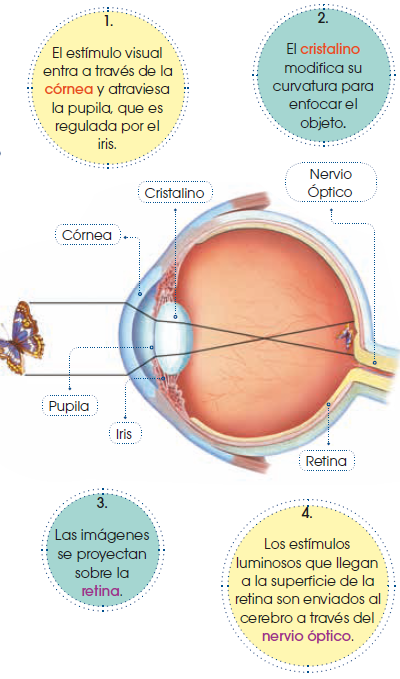 1.
El estímulo visual
entra a través de la
córnea y atraviesa
la pupila, que es
regulada por el
iris.
2.
El cristalino
modifica su
curvatura para
enfocar el
objeto.
Nervio
Óptico
Cristalino
Córnea
Pupila
Iris
Retina
3.
Las imágenes
se proyectan
sobre la
retina.
4.
Los estímulos
luminosos que llegan
a la superficie de la
retina son enviados al
cerebro a través del
nervio óptico.